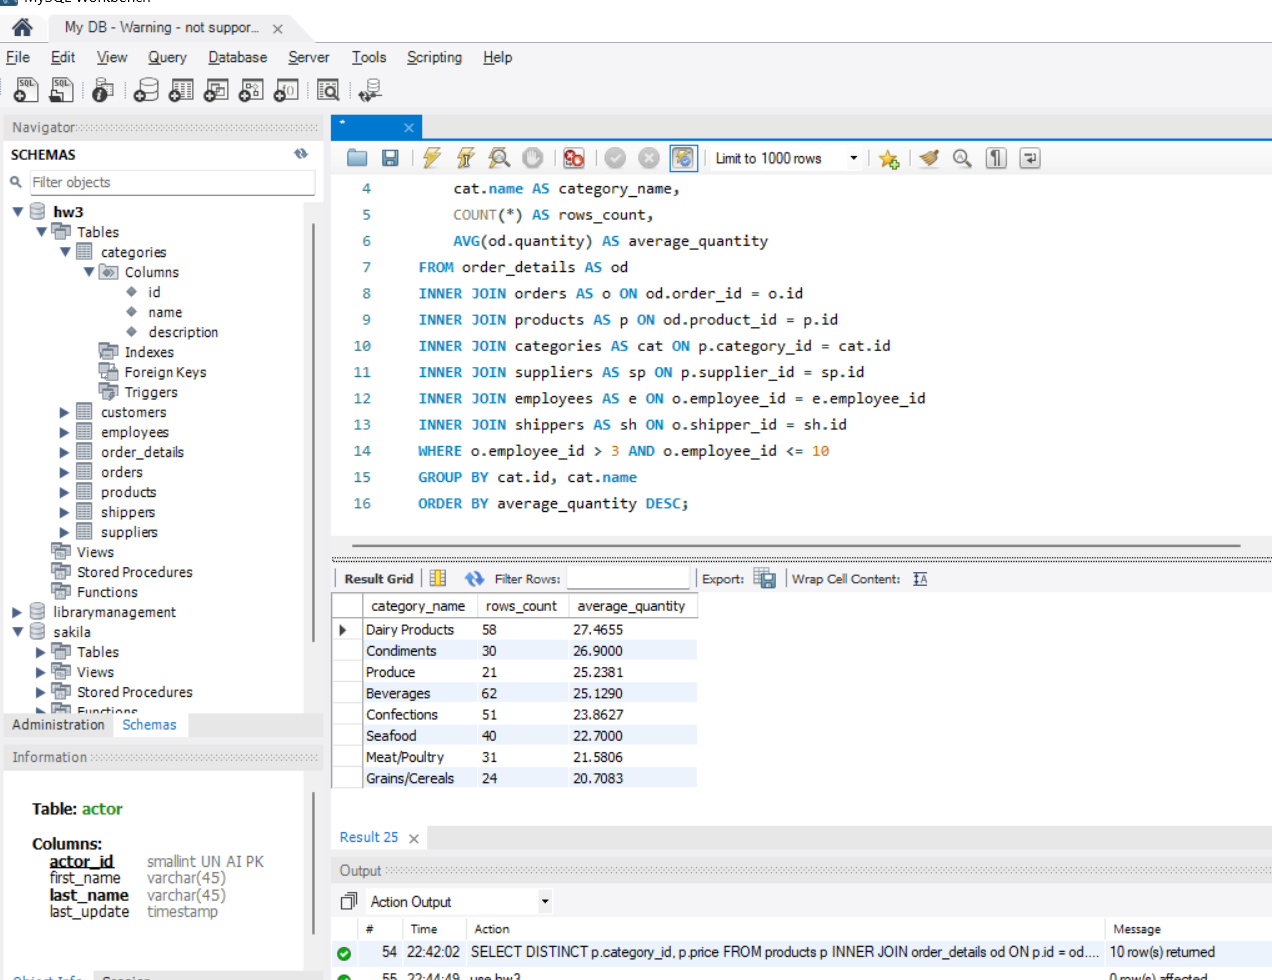 MySQL Workbench
My DB - Warning - not suppor...
File Edit View Query Database Server Tools Scripting Help
Navigator
SCHEMAS
Filter objects
hw3
Tables
categories
Columns
id
name
description
Indexes
Foreign Keys
Triggers
customers
employees
order_details
orders
products
shippers
suppliers
Views
Stored Procedures
Functions
librarymanagement
sakila
Tables
Views
Stored Procedures
Functions
Administration Schemas
Information
Table: actor
Columns:
actor_id smallint UN AI PK
first_name varchar(45)
last_name varchar(45)
last_update timestamp
Object Info Session
Limit to 1000 rows
4 cat.name AS category_name,
5 COUNT(*) AS rows_count,
6 AVG(od.quantity) AS average_quantity
7 FROM order_details AS od
8 INNER JOIN orders AS o ON od.order_id = o.id
9 INNER JOIN products AS p ON od.product_id = p.id
10 INNER JOIN categories AS cat ON p.category_id = cat.id
11 INNER JOIN suppliers AS sp ON p.supplier_id = sp.id
12 INNER JOIN employees AS e ON o.employee_id = e.employee_id
13 INNER JOIN shippers AS sh ON o.shipper_id = sh.id
14 WHERE o.employee_id > 3 AND o.employee_id <= 10
15 GROUP BY cat.id, cat.name
16 ORDER BY average_quantity DESC;
Result Grid Filter Rows: Export: Wrap Cell Content:
category_name rows_count average_quantity
Dairy Products 58 27.4655
Condiments 30 26.9000
Produce 21 25.2381
Beverages 62 25.1290
Confections 51 23.8627
Seafood 40 22.7000
Meat/Poultry 31 21.5806
Grains/Cereals 24 20.7083
Result 25
Output
Action Output
# Time Action Message
54 22:42:02 SELECT DISTINCT p.category_id, p.price FROM products p INNER JOIN order_details od ON p.id = od.... 10 row(s) returned
55 22:44:49 use hw3 0 row(s) affected